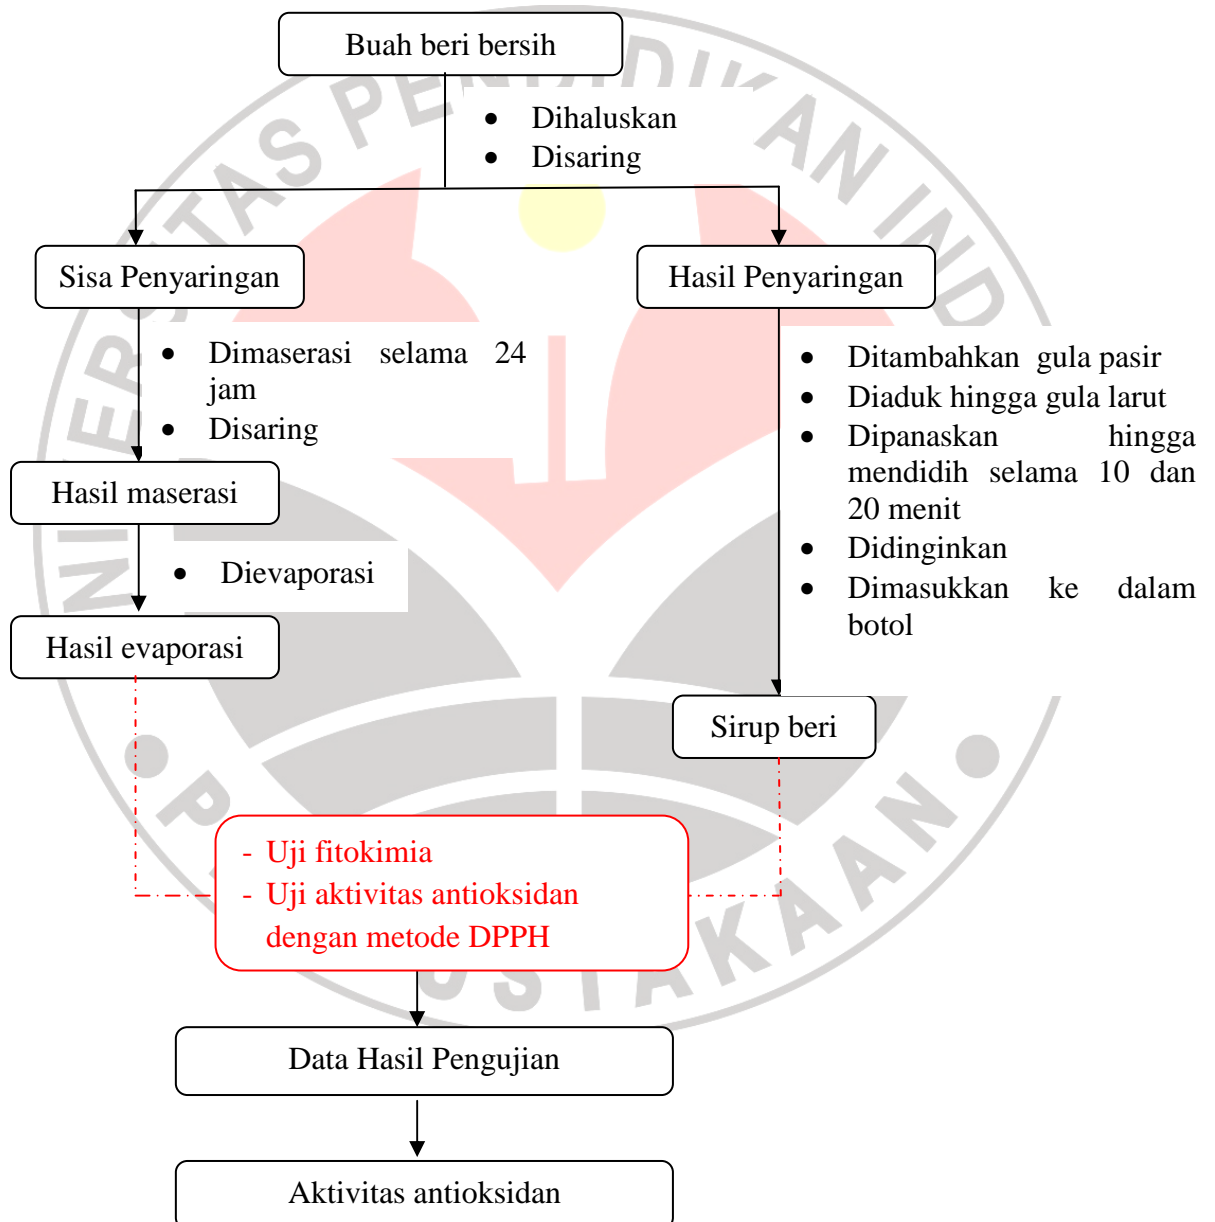 Buah beri bersih
• Dihaluskan
• Disaring
Sisa Penyaringan
Hasil Penyaringan
• Dimaserasi selama 24
jam
• Disaring
• Ditambahkan gula pasir
• Diaduk hingga gula larut
• Dipanaskan hingga
mendidih selama 10 dan
20 menit
• Didinginkan
• Dimasukkan ke dalam
botol
Hasil maserasi
• Dievaporasi
Hasil evaporasi
Sirup beri
- Uji fitokimia
- Uji aktivitas antioksidan
dengan metode DPPH
Data Hasil Pengujian
Aktivitas antioksidan